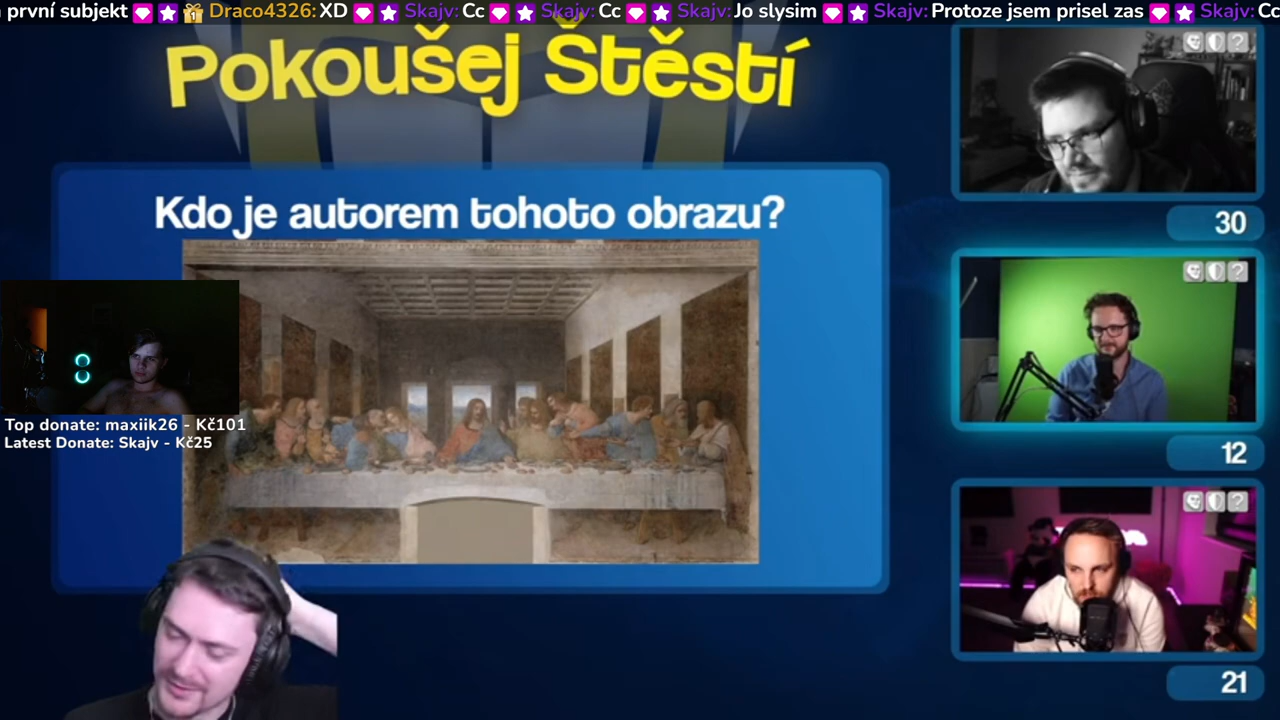 první subjekt Draco4326: XD Skajv: Cc Skajv: Cc Skajv: Jo slysim Skajv: Protoze jsem prisel zas Skajv: Cc
Pokoušej Štěstí
Kdo je autorem tohoto obrazu?
30
12
Top donate: maxiik26 - Kč101
Latest Donate: Skajv - Kč25
21